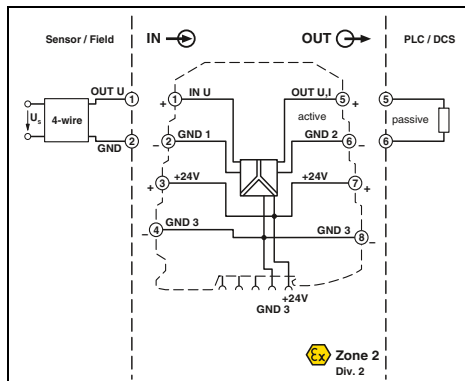 Sensor / Field
IN
OUT
PLC / DCS
OUT U
1
+ 1 IN U
OUT U,I 5 +
5
Us
4-wire
active
passive
GND
2
− 2 GND 1
GND 2 6 −
6
+ 3 +24V
+24V 7 +
− 4 GND 3
GND 3 8 −
+24V
GND 3
Ex Zone 2
Div. 2